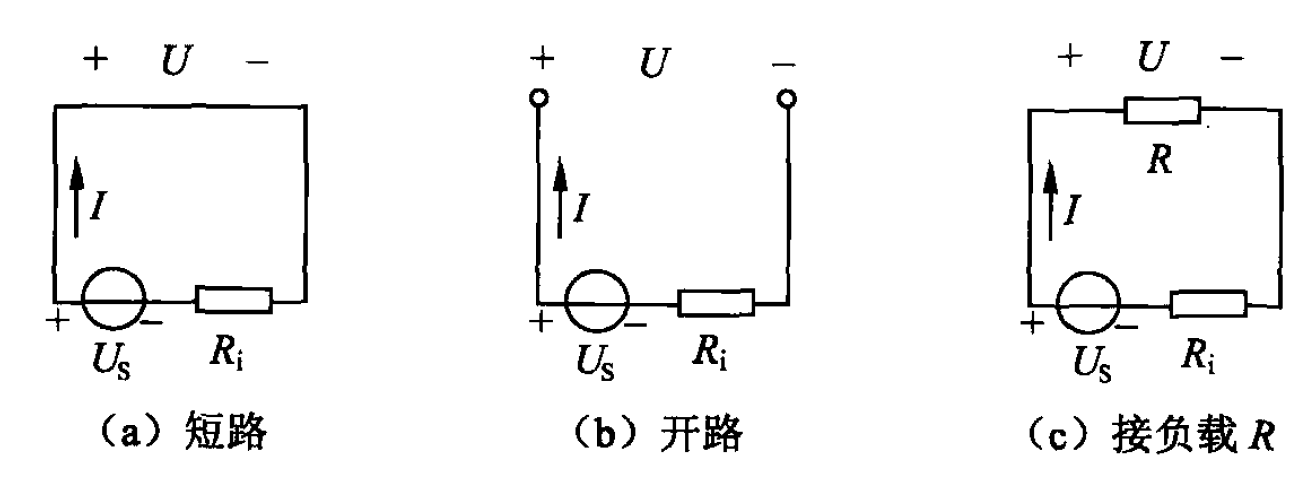 + U − + U − + U −
R
I I I
+ − + − + −
U_S R_i U_S R_i U_S R_i
（a）短路 （b）开路 （c）接负载 R